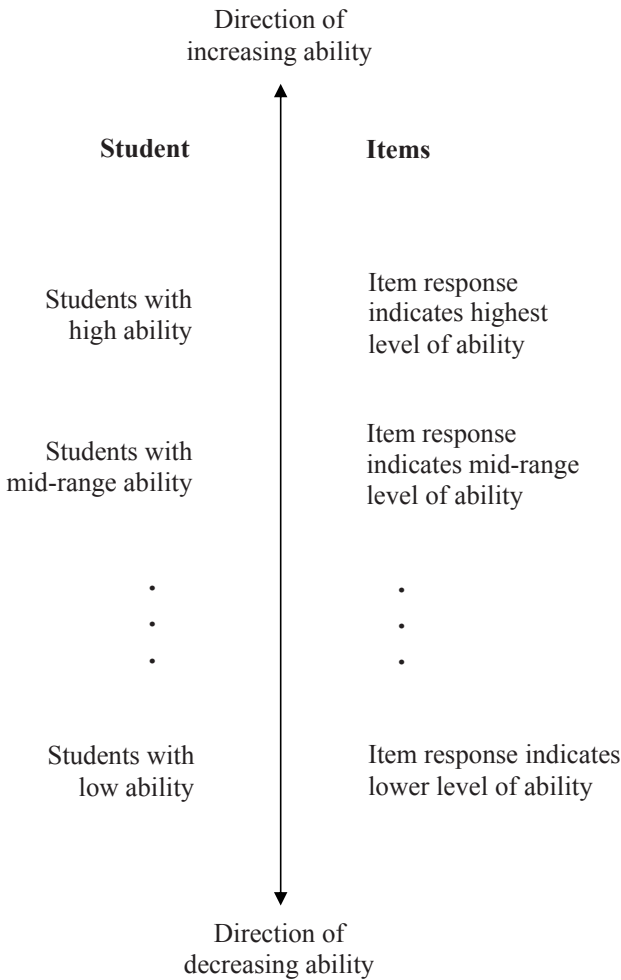 Direction of
increasing ability
Student
Items
Students with
high ability
Item response
indicates highest
level of ability
Students with
mid-range ability
Item response
indicates mid-range
level of ability
.
.
.
.
.
.
Students with
low ability
Item response indicates
lower level of ability
Direction of
decreasing ability